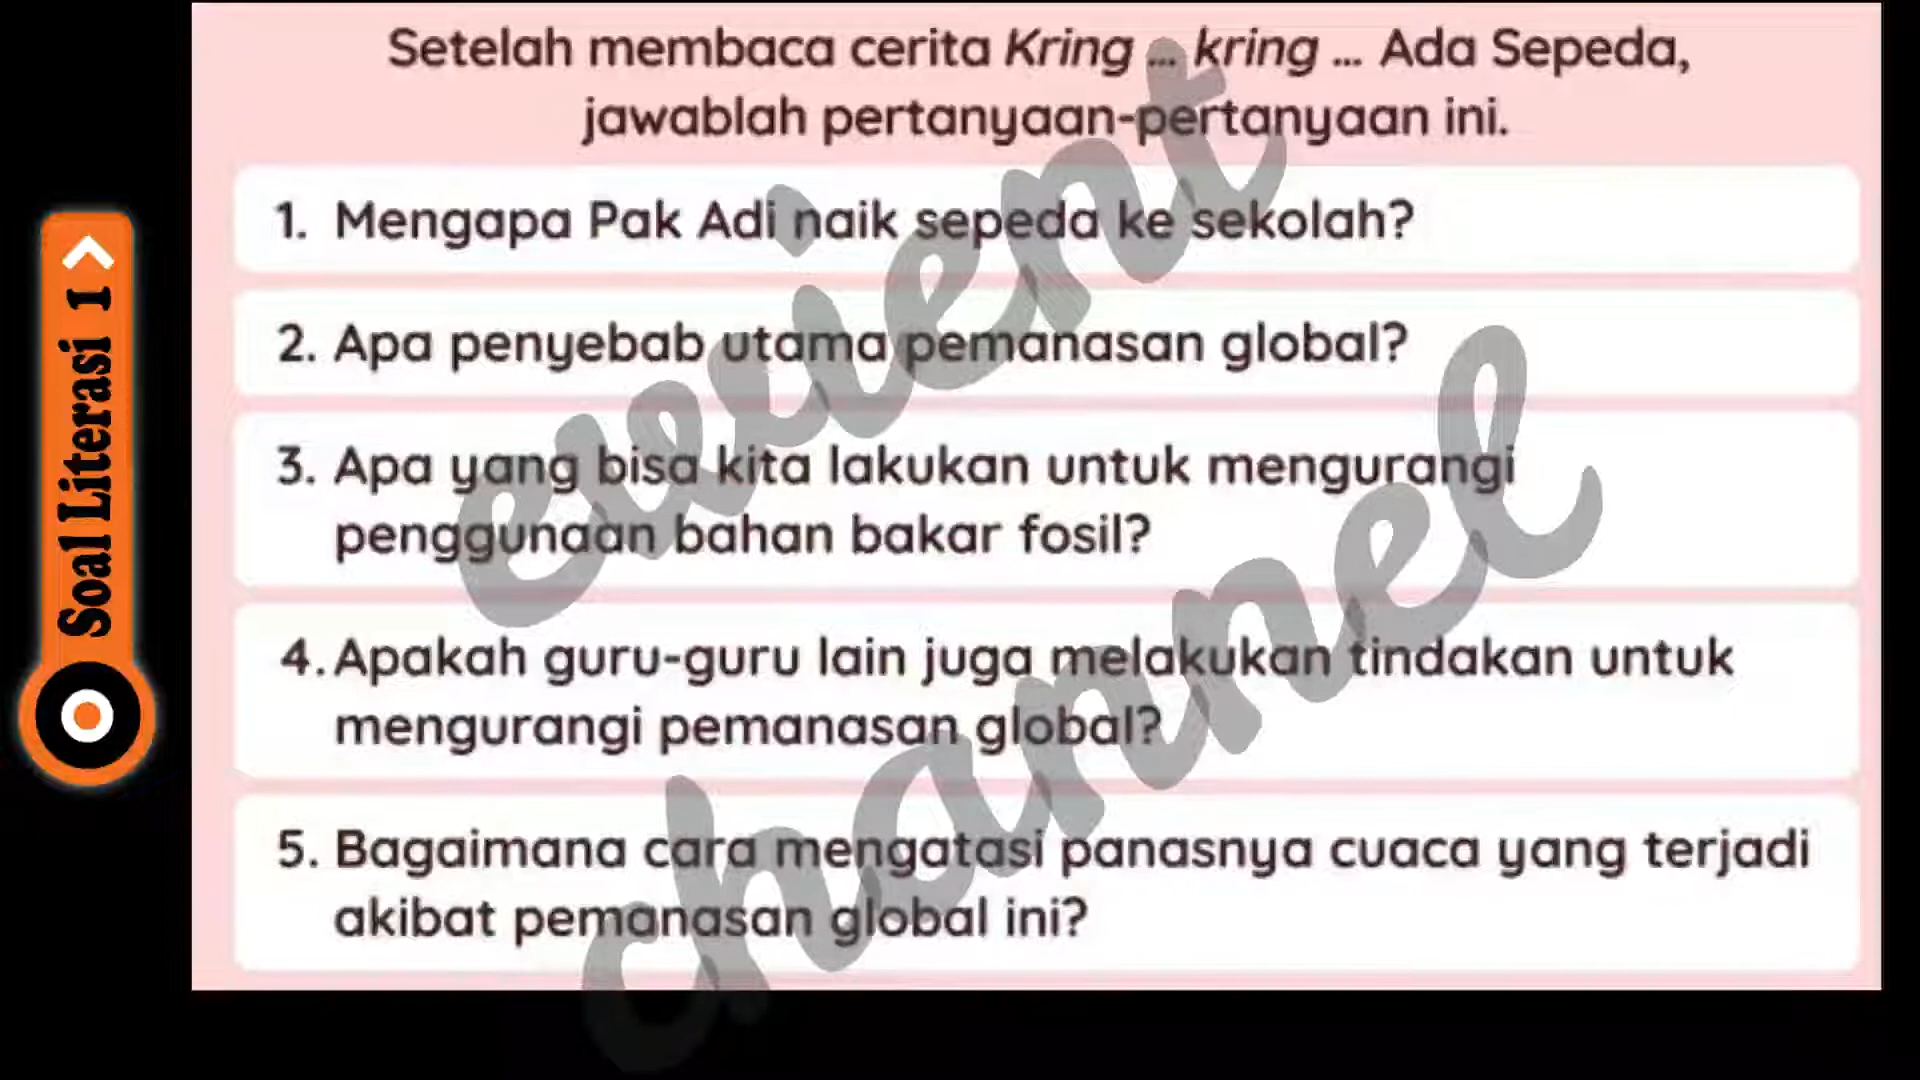 Setelah membaca cerita Kring ... kring ... Ada Sepeda,
jawablah pertanyaan-pertanyaan ini.
1. Mengapa Pak Adi naik sepeda ke sekolah?
2. Apa penyebab utama pemanasan global?
3. Apa yang bisa kita lakukan untuk mengurangi
penggunaan bahan bakar fosil?
4. Apakah guru-guru lain juga melakukan tindakan untuk
mengurangi pemanasan global?
5. Bagaimana cara mengatasi panasnya cuaca yang terjadi
akibat pemanasan global ini?
Soal Literasi 1
channel